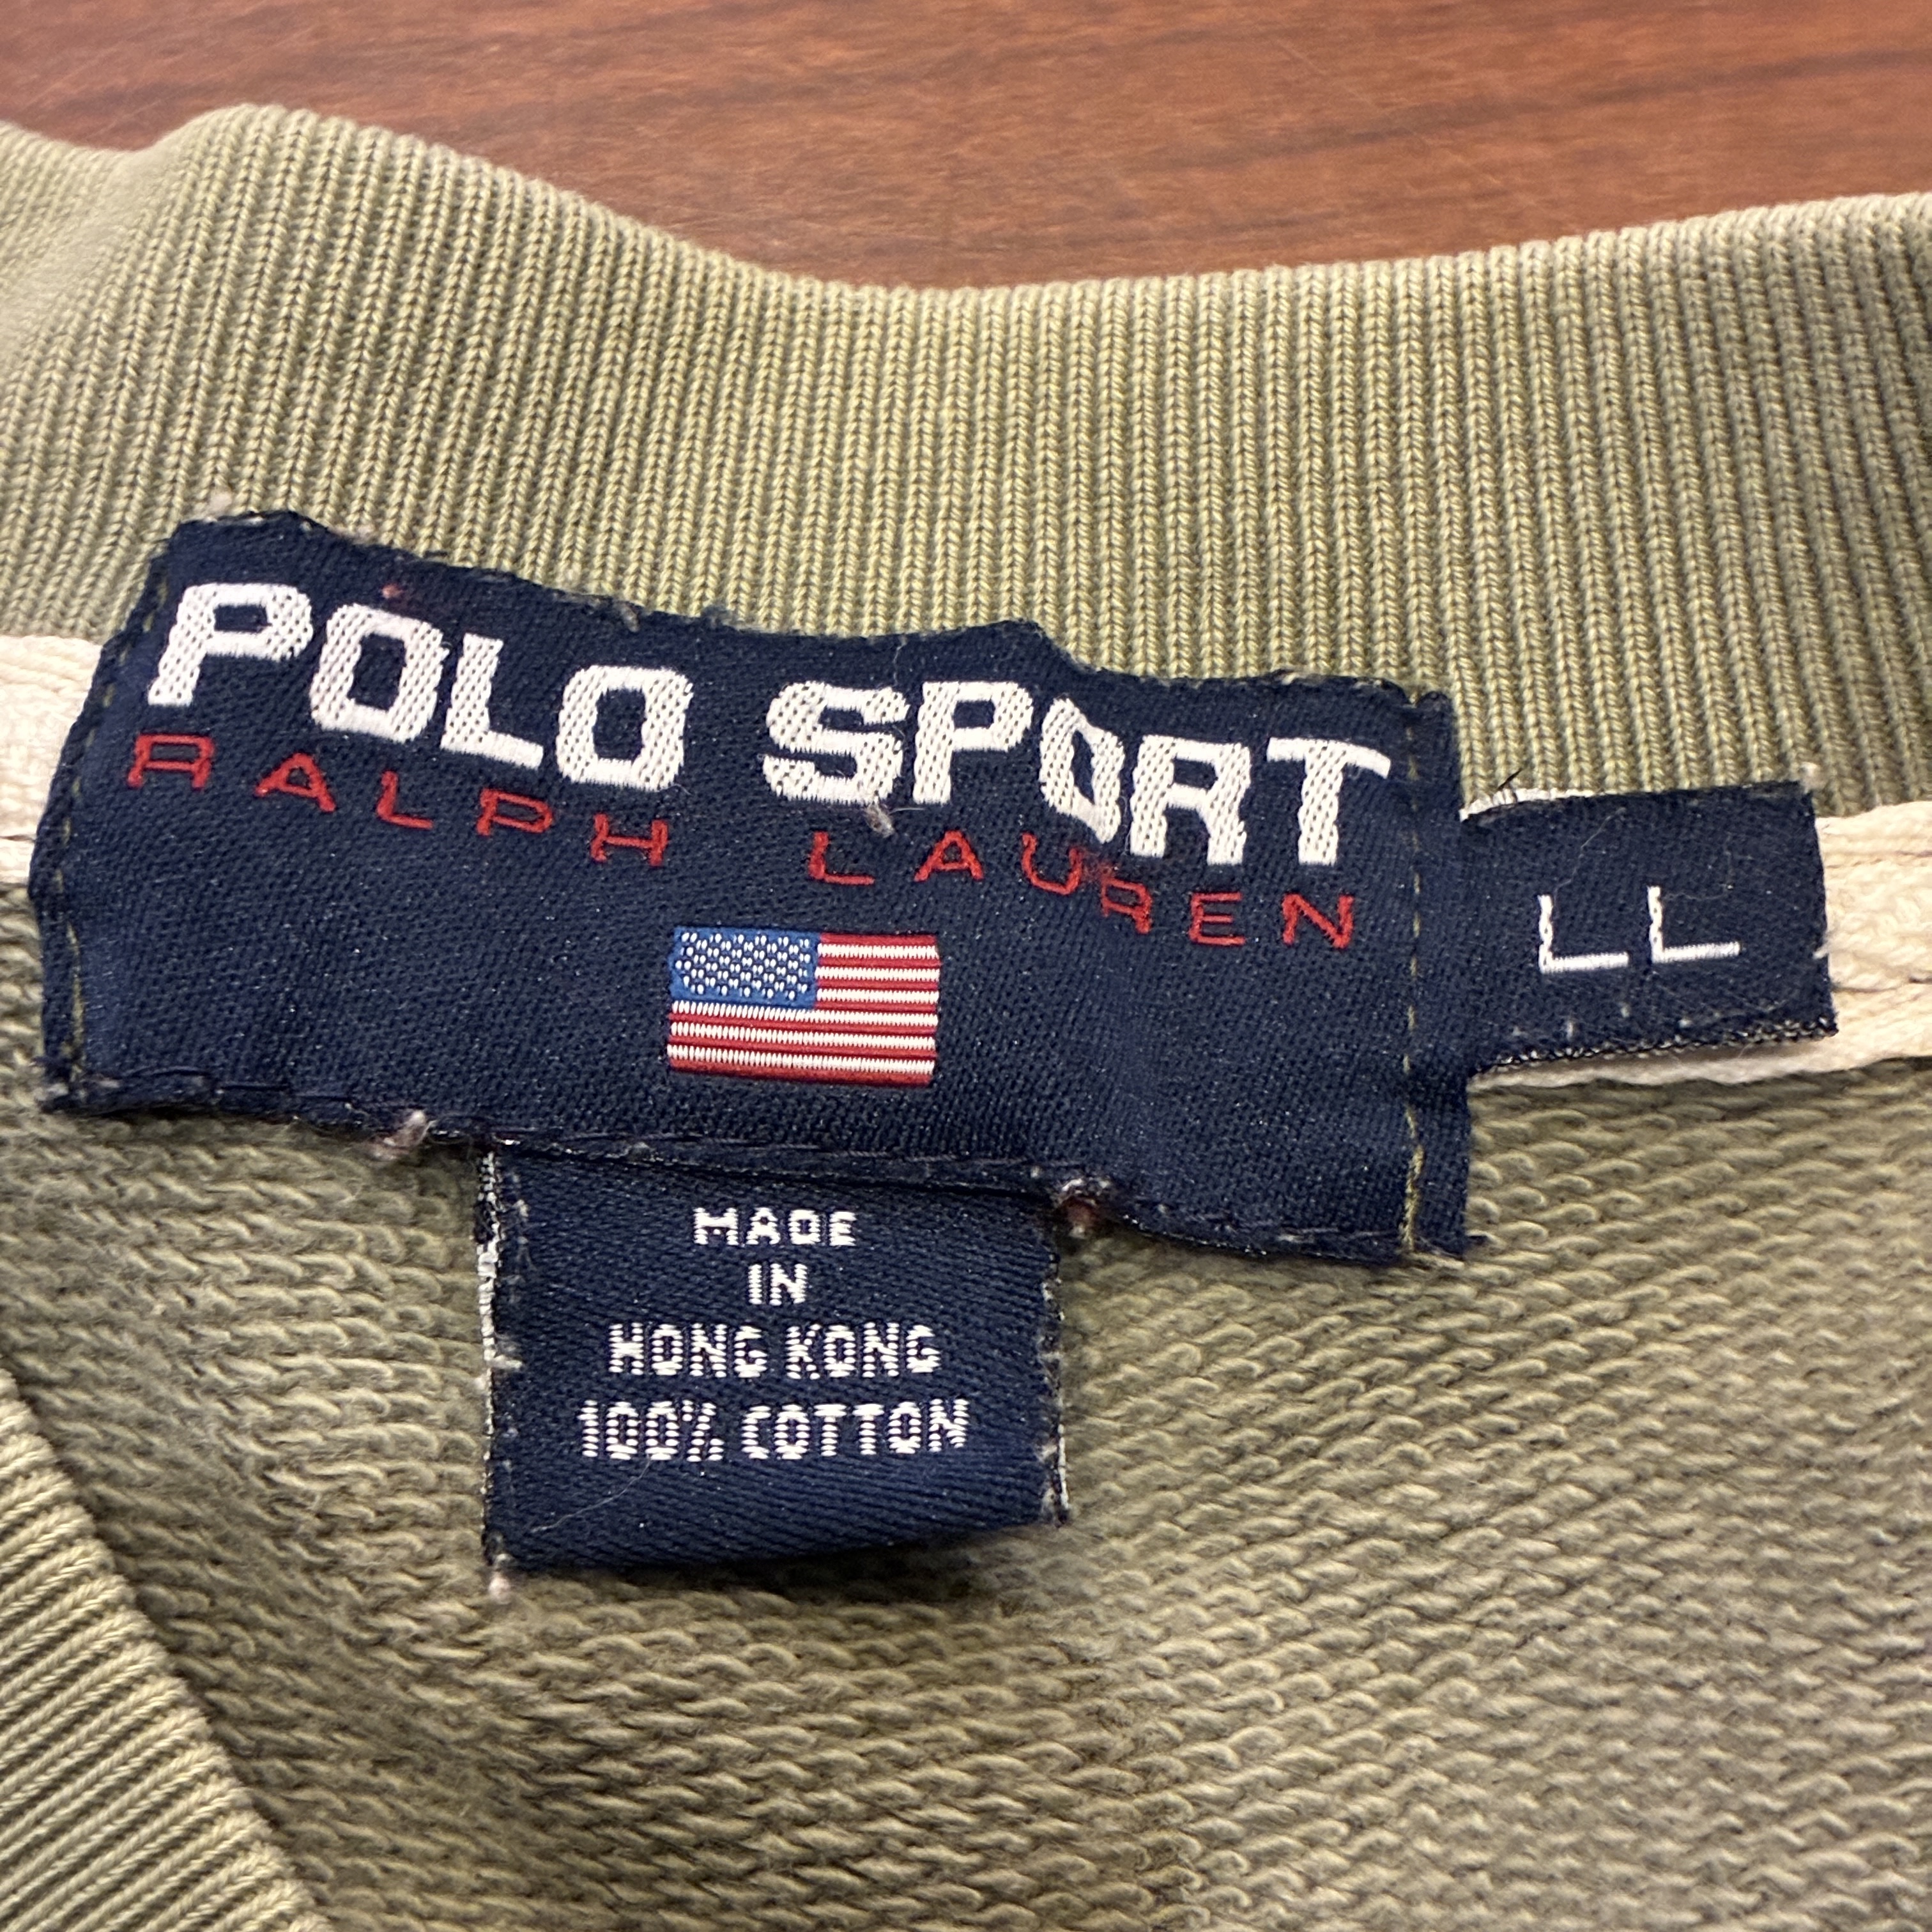 POLO SPORT
RALPH LAUREN
LL
MADE
IN
HONG KONG
100% COTTON